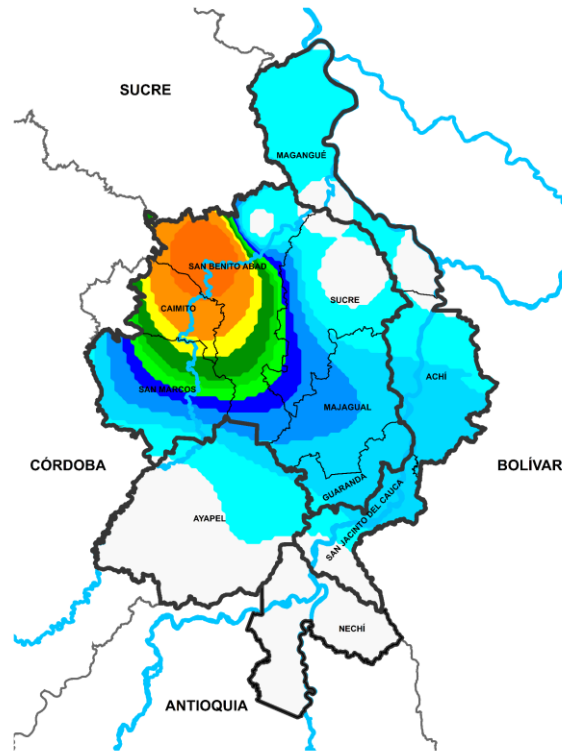 SUCRE
MAGANGUÉ
SAN BENITO ABAD
CAIMITO
SUCRE
ACHÍ
SAN MARCOS
MAJAGUAL
CÓRDOBA
BOLÍVAR
GUARANDA
SAN JACINTO DEL CAUCA
AYAPEL
NECHÍ
ANTIOQUIA